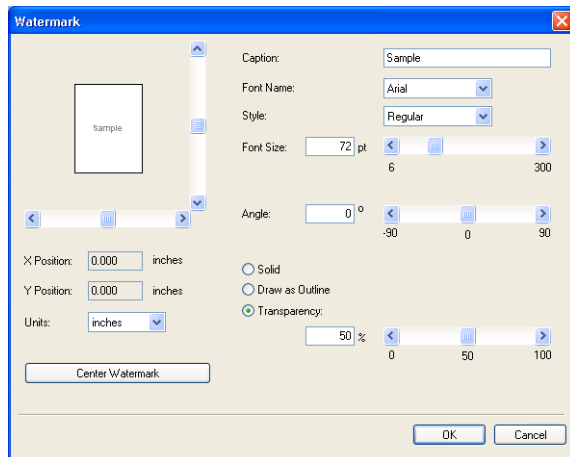 Watermark
Sample
X Position: 0.000 inches
Y Position: 0.000 inches
Units: inches
Center Watermark
Caption: Sample
Font Name: Arial
Style: Regular
Font Size: 72 pt
6 300
Angle: 0 °
-90 0 90
Solid
Draw as Outline
Transparency:
50 %
0 50 100
OK Cancel